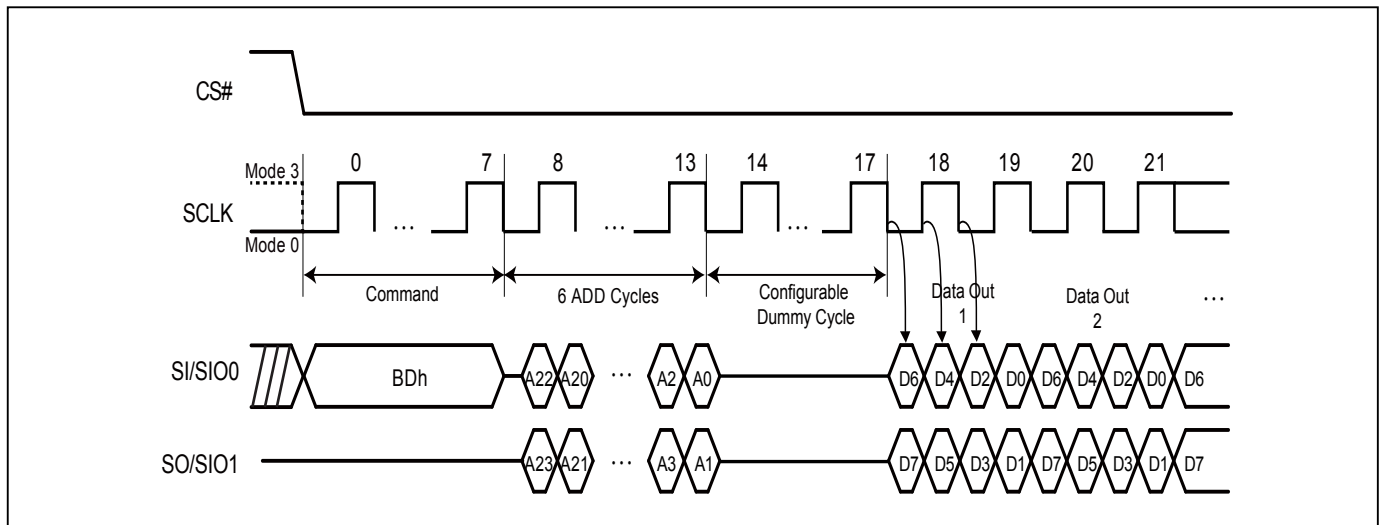 CS#
Mode 3
0 7 8 13 14 17 18 19 20 21
SCLK
... ... ...
Mode 0
Command
6 ADD Cycles
Configurable
Dummy Cycle
Data Out
1
Data Out
2
...
SI/SIO0
BDh
A22 A20 ... A2 A0
D6 D4 D2 D0 D6 D4 D2 D0 D6
SO/SIO1
A23 A21 ... A3 A1
D7 D5 D3 D1 D7 D5 D3 D1 D7